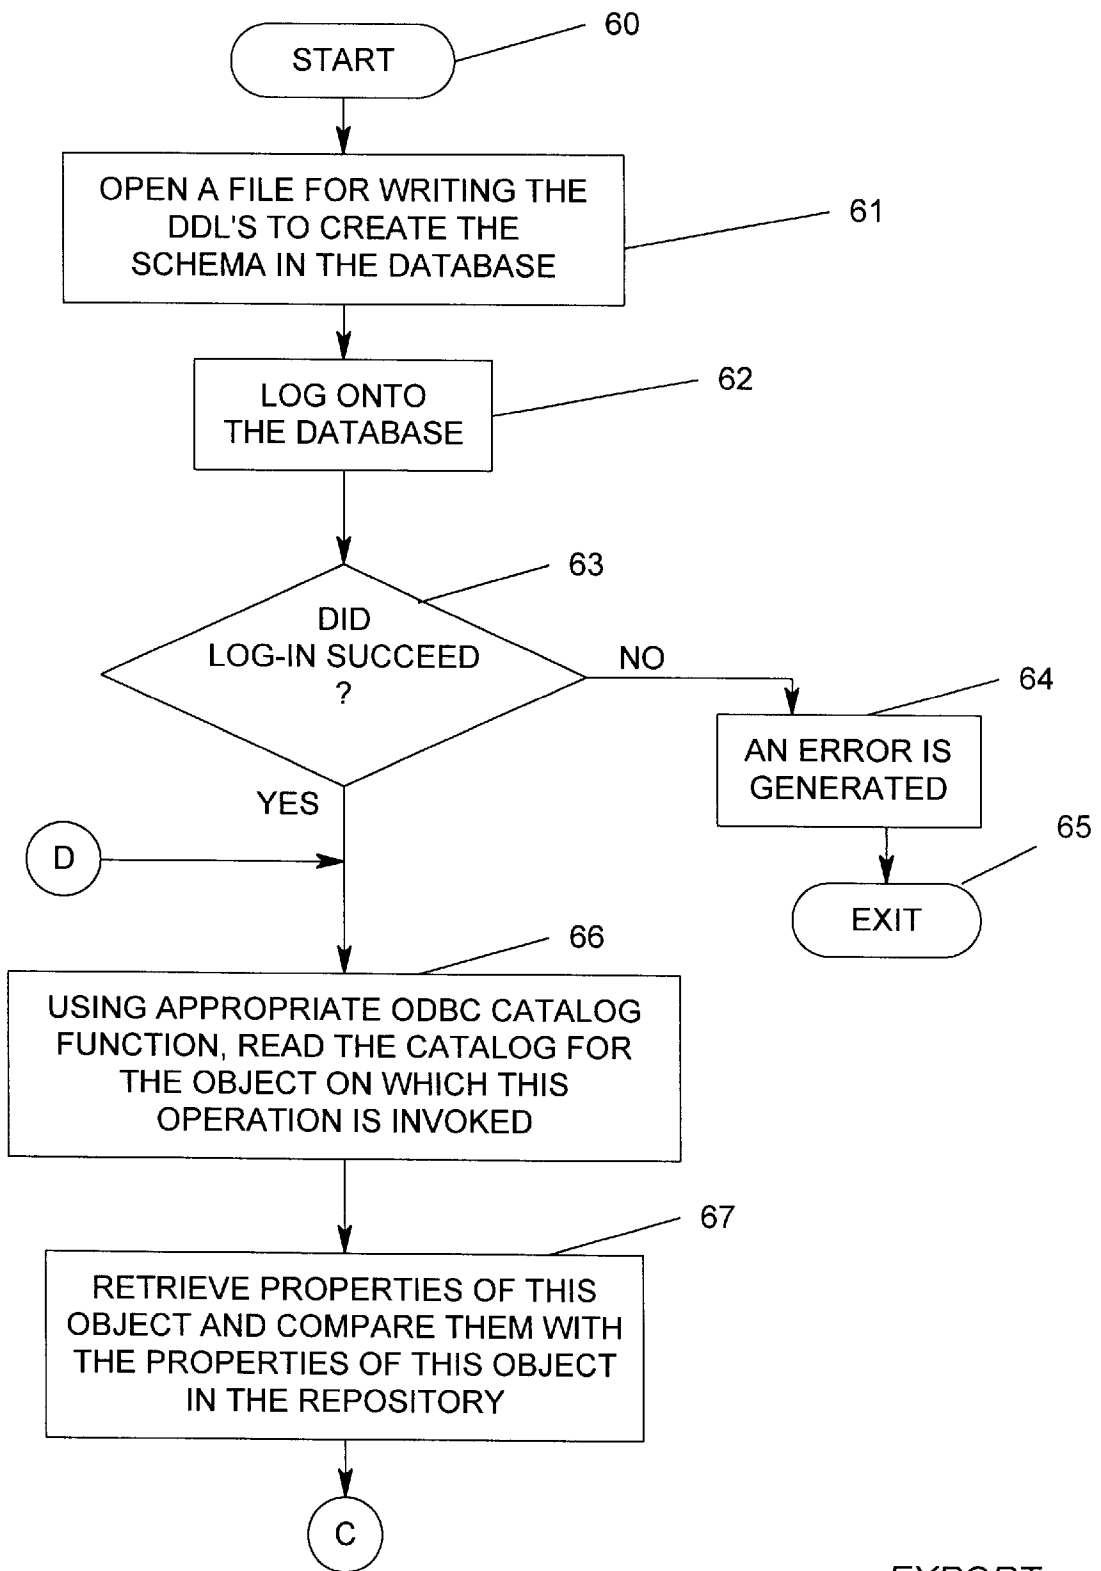 60
START
OPEN A FILE FOR WRITING THE
DDL'S TO CREATE THE
SCHEMA IN THE DATABASE
61
LOG ONTO
THE DATABASE
62
63
DID
LOG-IN SUCCEED
?
NO
64
AN ERROR IS
GENERATED
YES
65
D
EXIT
66
USING APPROPRIATE ODBC CATALOG
FUNCTION, READ THE CATALOG FOR
THE OBJECT ON WHICH THIS
OPERATION IS INVOKED
67
RETRIEVE PROPERTIES OF THIS
OBJECT AND COMPARE THEM WITH
THE PROPERTIES OF THIS OBJECT
IN THE REPOSITORY
C
EXPORT